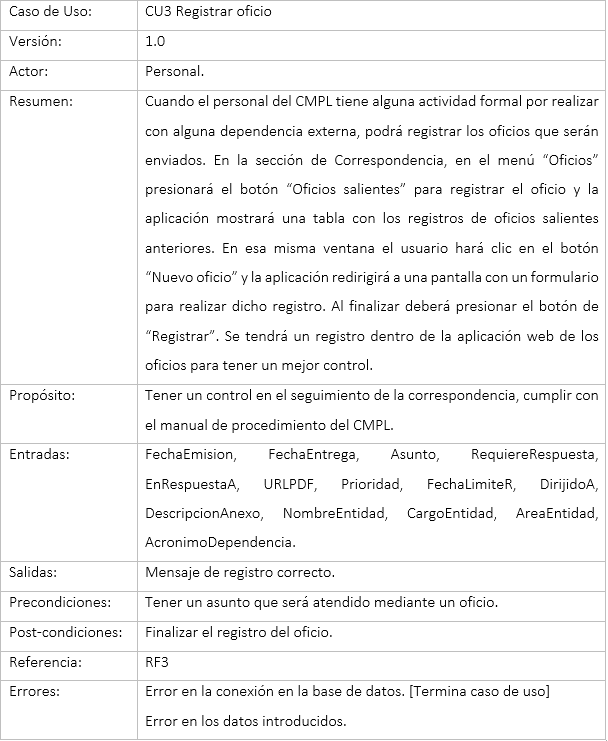 Caso de Uso: CU3 Registrar oficio
Versión: 1.0
Actor: Personal.
Resumen: Cuando el personal del CMPL tiene alguna actividad formal por realizar
con alguna dependencia externa, podrá registrar los oficios que serán
enviados. En la sección de Correspondencia, en el menú “Oficios”
presionará el botón “Oficios salientes” para registrar el oficio y la
aplicación mostrará una tabla con los registros de oficios salientes
anteriores. En esa misma ventana el usuario hará clic en el botón
“Nuevo oficio” y la aplicación redirigirá a una pantalla con un formulario
para realizar dicho registro. Al finalizar deberá presionar el botón de
“Registrar”. Se tendrá un registro dentro de la aplicación web de los
oficios para tener un mejor control.
Propósito: Tener un control en el seguimiento de la correspondencia, cumplir con
el manual de procedimiento del CMPL.
Entradas: FechaEmision, FechaEntrega, Asunto, RequiereRespuesta,
EnRespuestaA, URLPDF, Prioridad, FechaLimiteR, DirijidoA,
DescripcionAnexo, NombreEntidad, CargoEntidad, AreaEntidad,
AcronimoDependencia.
Salidas: Mensaje de registro correcto.
Precondiciones: Tener un asunto que será atendido mediante un oficio.
Post-condiciones: Finalizar el registro del oficio.
Referencia: RF3
Errores: Error en la conexión en la base de datos. [Termina caso de uso]
Error en los datos introducidos.